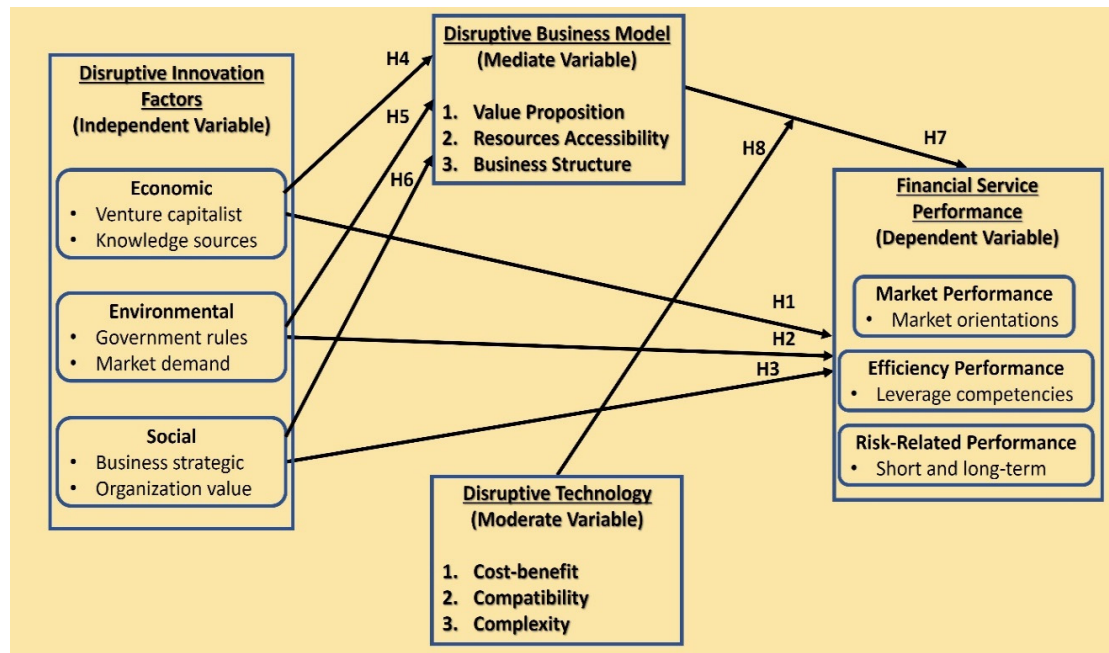 Disruptive Innovation
Factors
(Independent Variable)
Economic
• Venture capitalist
• Knowledge sources
Environmental
• Government rules
• Market demand
Social
• Business strategic
• Organization value
H4
H5
H6
Disruptive Business Model
(Mediate Variable)
1. Value Proposition
2. Resources Accessibility
3. Business Structure
H8
H7
H1
H2
H3
Disruptive Technology
(Moderate Variable)
1. Cost-benefit
2. Compatibility
3. Complexity
Financial Service
Performance
(Dependent Variable)
Market Performance
• Market orientations
Efficiency Performance
• Leverage competencies
Risk-Related Performance
• Short and long-term